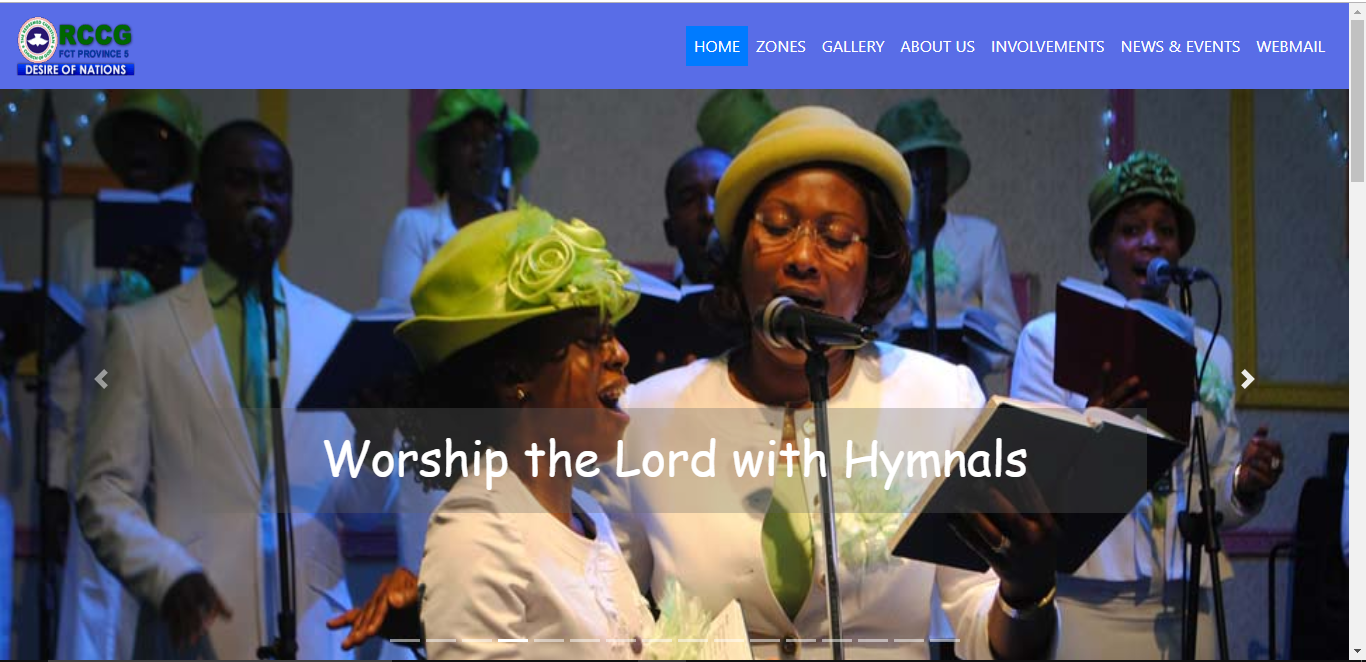 RCCG
FCT PROVINCE 5
DESIRE OF NATIONS
HOME ZONES GALLERY ABOUT US INVOLVEMENTS NEWS & EVENTS WEBMAIL
Worship the Lord with Hymnals